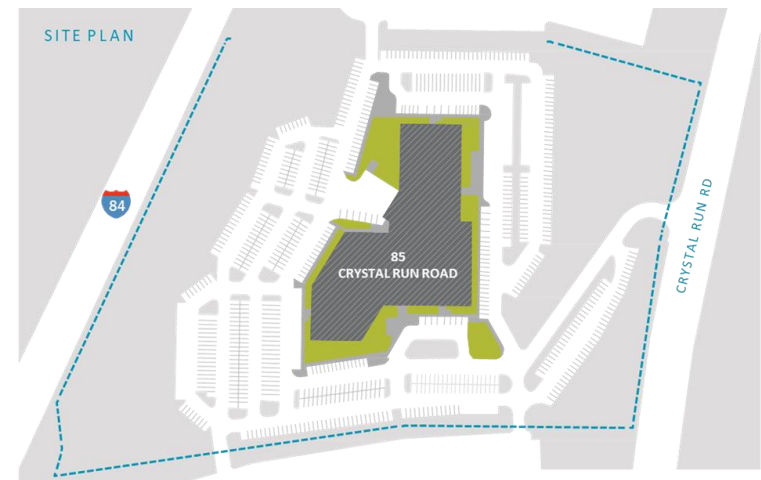 SITE PLAN
84
CRYSTAL RUN RD
85
CRYSTAL RUN ROAD